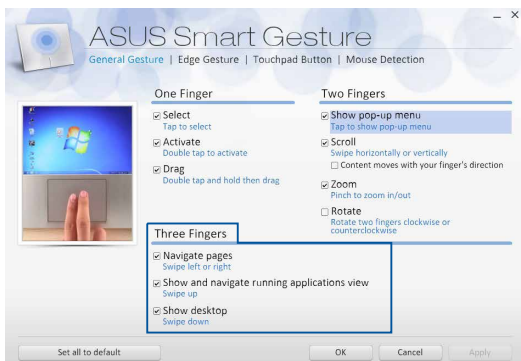 ASUS Smart Gesture
General Gesture | Edge Gesture | Touchpad Button | Mouse Detection
One Finger
Select
Tap to select
Activate
Double tap to activate
Drag
Double tap and hold then drag
Two Fingers
Show pop-up menu
Tap to show pop-up menu
Scroll
Swipe horizontally or vertically
Content moves with your finger's direction
Zoom
Pinch to zoom in/out
Rotate
Rotate two fingers clockwise or
counterclockwise
Three Fingers
Navigate pages
Swipe left or right
Show and navigate running applications view
Swipe up
Show desktop
Swipe down
Set all to default
OK
Cancel
Apply